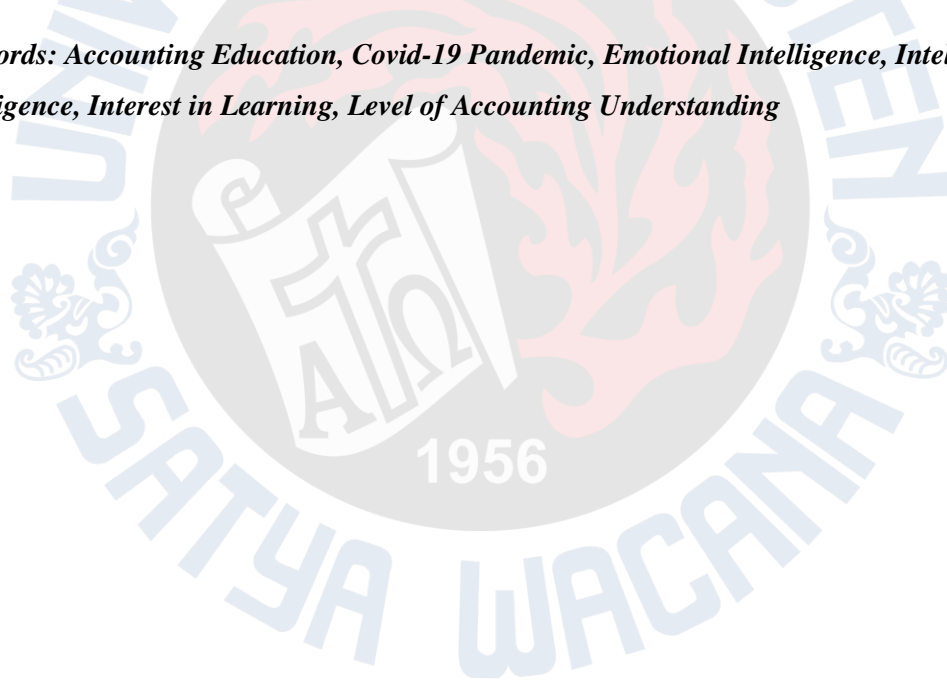 ords: Accounting Education, Covid-19 Pandemic, Emotional Intelligence, Intel
igence, Interest in Learning, Level of Accounting Understanding
ΑΩ
1956
SATYA WACANA